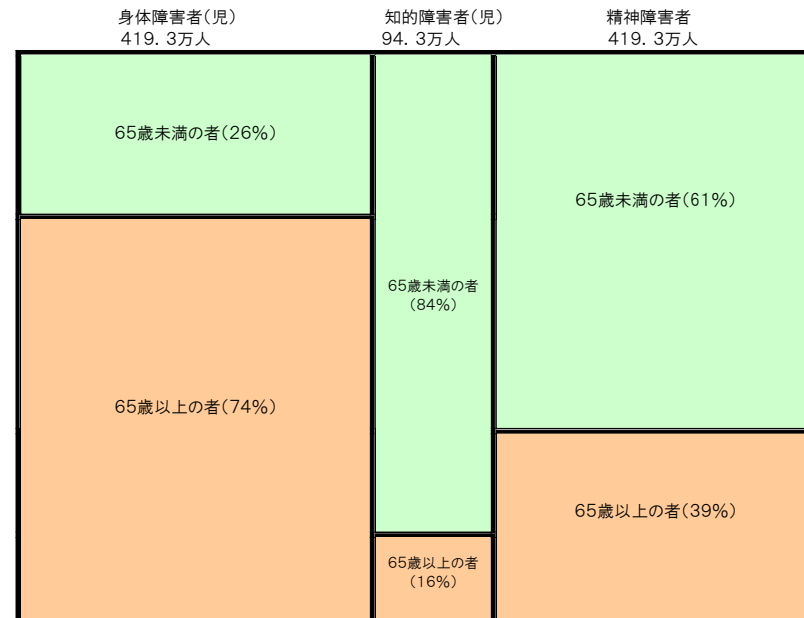 身体障害者(児)
419. 3万人
知的障害者(児)
94. 3万人
精神障害者
419. 3万人
65歳未満の者(26%)
65歳以上の者(74%)
65歳未満の者
(84%)
65歳以上の者
(16%)
65歳未満の者(61%)
65歳以上の者(39%)